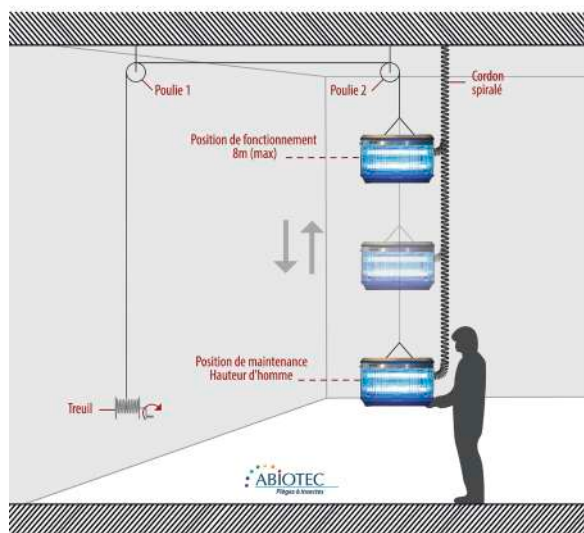 Poulie 1
Poulie 2
Cordon
spiralé
Position de fonctionnement
8m (max)
Position de maintenance
Hauteur d'homme
Treuil
ABIOTEC
Pièges à insectes